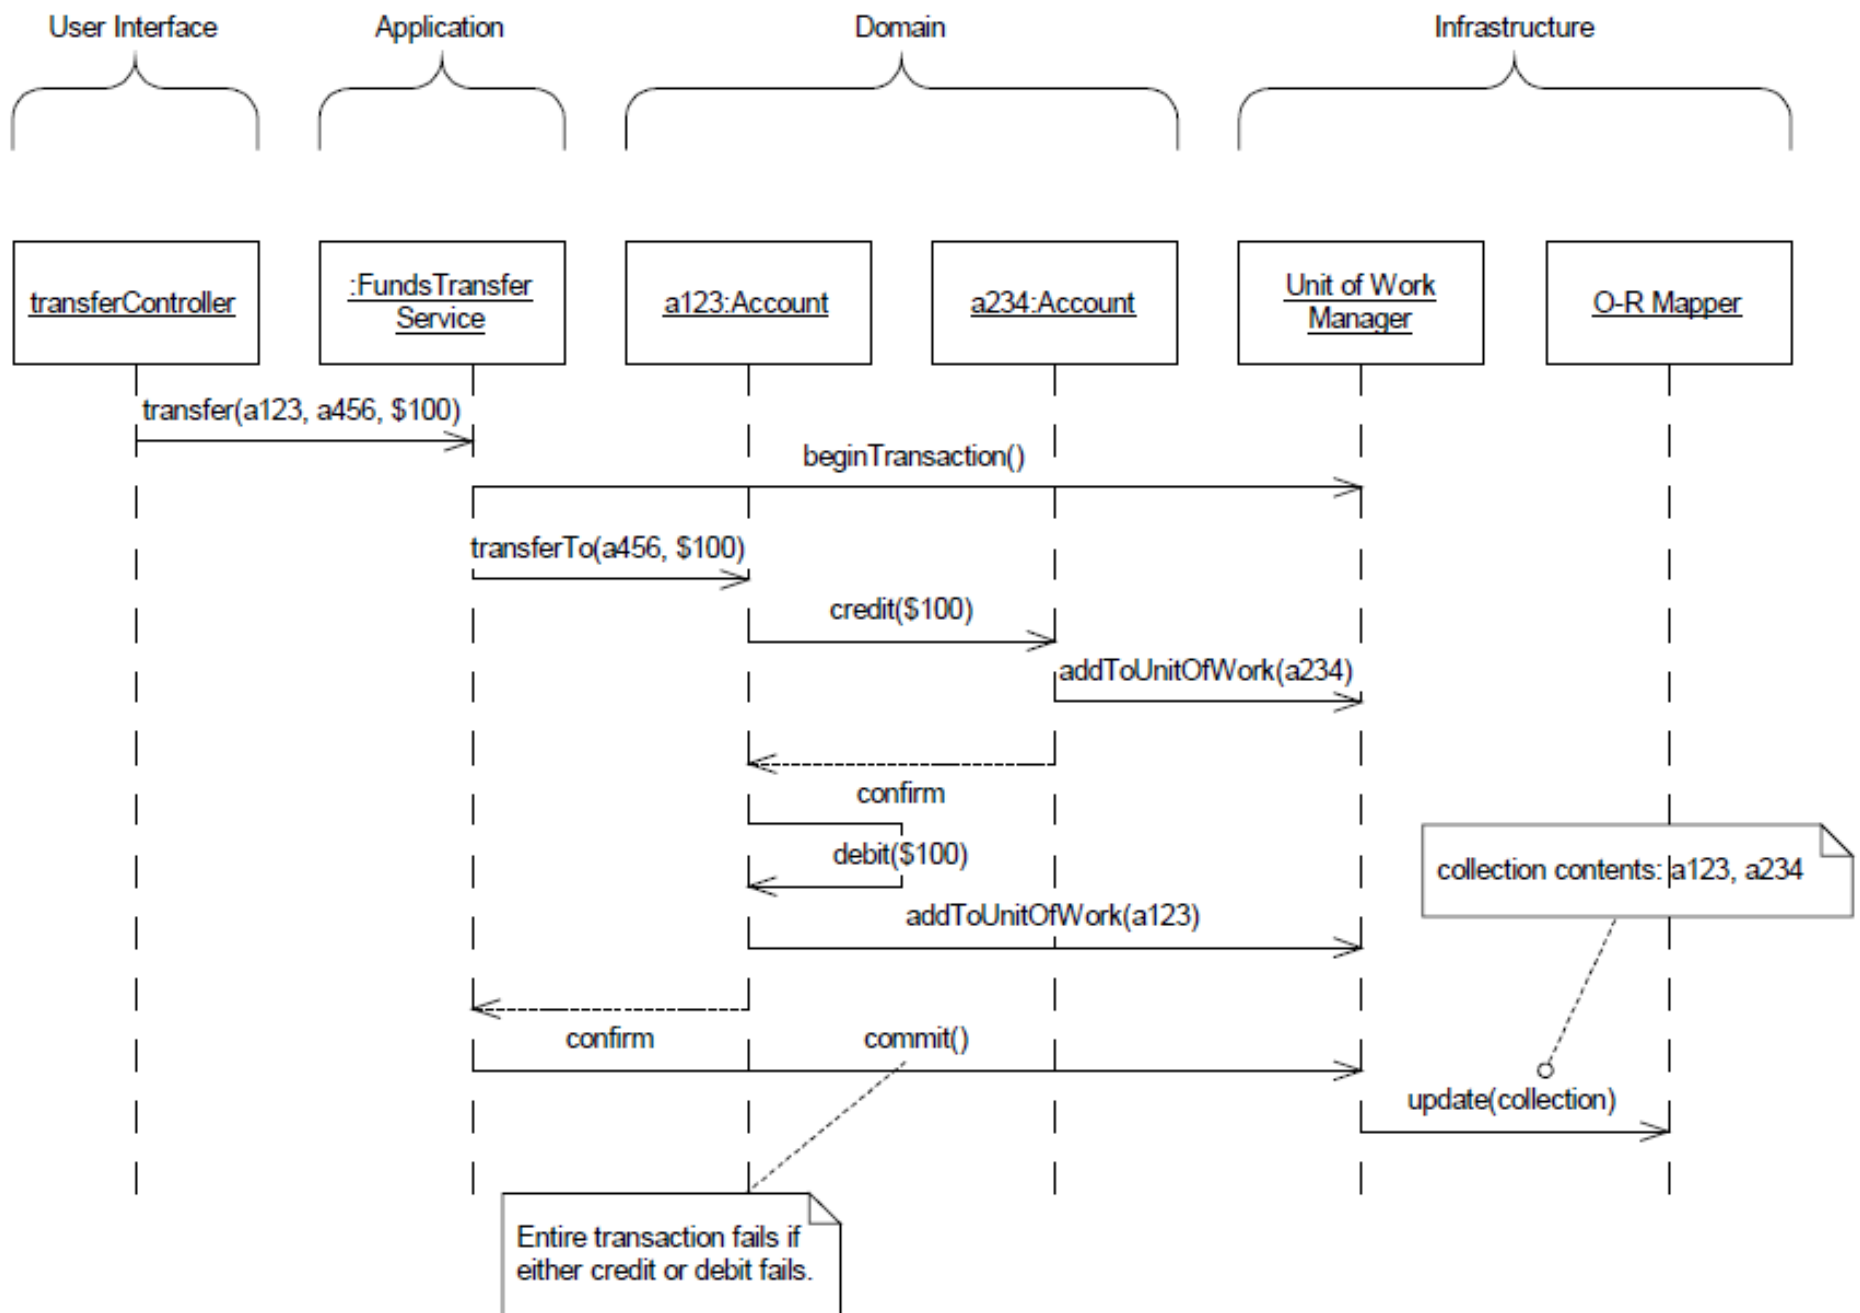 User Interface
Application
Domain
Infrastructure
transferController
:FundsTransfer
Service
a123:Account
a234:Account
Unit of Work
Manager
O-R Mapper
transfer(a123, a456, $100)
beginTransaction()
transferTo(a456, $100)
credit($100)
addToUnitOfWork(a234)
confirm
debit($100)
collection contents: a123, a234
addToUnitOfWork(a123)
confirm
commit()
update(collection)
Entire transaction fails if
either credit or debit fails.